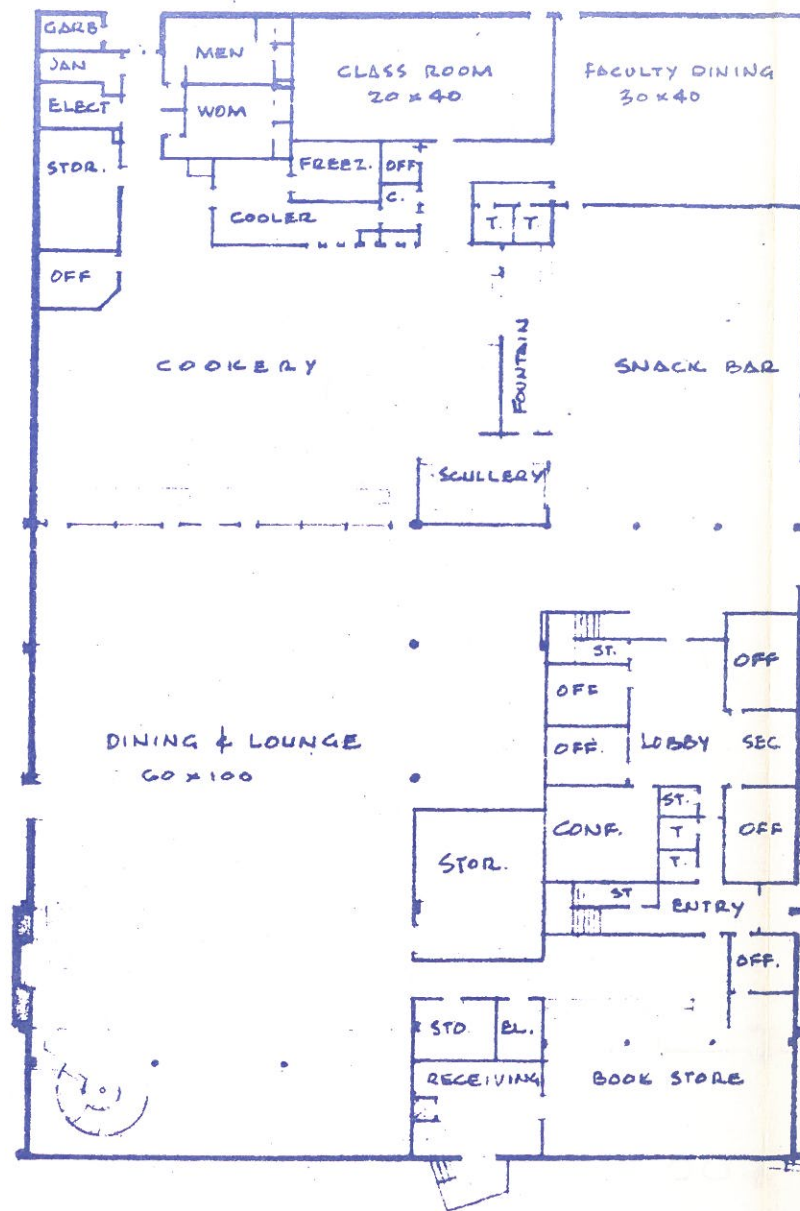 GARB
JAN
ELECT
STOR.
OFF
MEN
WOM
CLASS ROOM
20 x 40
FACULTY DINING
30 x 40
FREEZ.
OFF
C.
COOLER
T. T.
COOKERY
FOUNTAIN
SNACK BAR
SCULLERY
DINING & LOUNGE
60 x 100
ST.
OFF
OFF
OFF.
LOBBY SEC
CONF.
ST.
T
T.
OFF
STOR.
ST
ENTRY
OFF.
STO.
EL.
RECEIVING
BOOK STORE